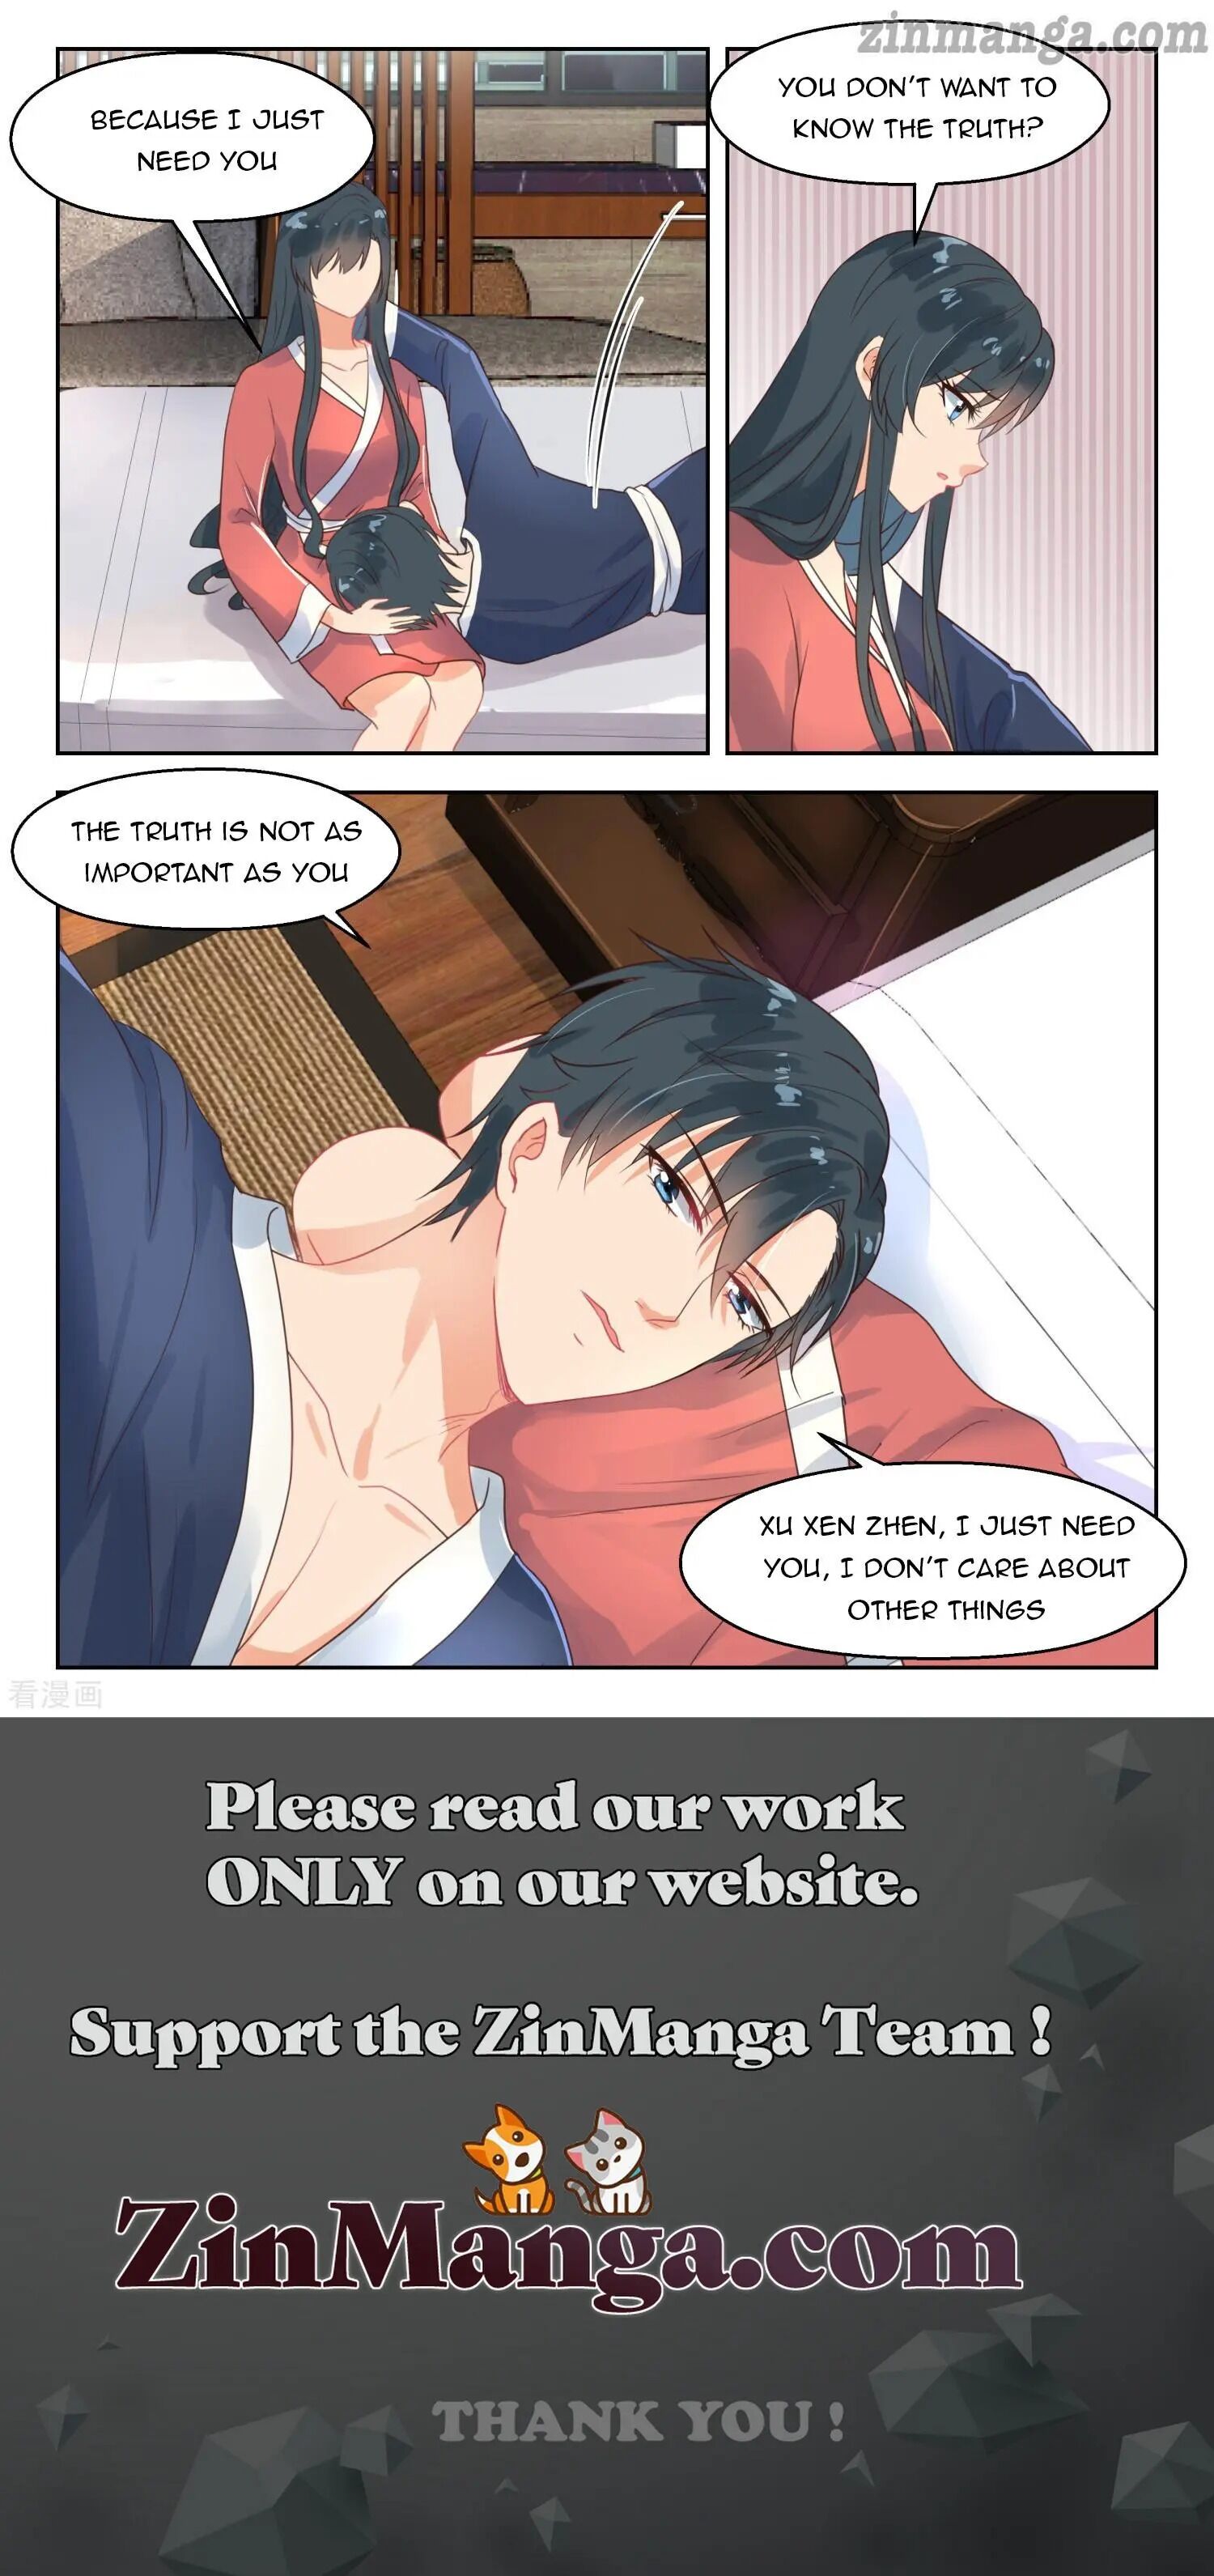 zinmanga.com
BECAUSE I JUST
NEED YOU
YOU DON'T WANT TO
KNOW THE TRUTH?
THE TRUTH IS NOT AS
IMPORTANT AS YOU
XU XEN ZHEN, I JUST NEED
YOU, I DON'T CARE ABOUT
OTHER THINGS
看漫画
Please read our work
ONLY on our website.
Support the ZinManga Team !
ZinManga.com
THANK YOU !